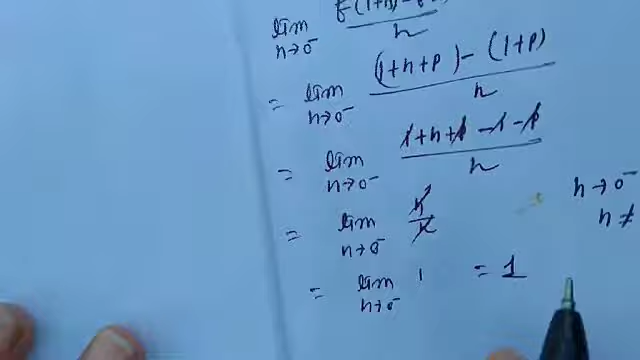 lim h→0⁻ f(1+h) - f / h
= lim h→0⁻ (1+h+p) - (1+p) / h
= lim h→0⁻ 1+h+p-1-p / h
= lim h→0⁻ h / h
h→0⁻
h ≠
= lim h→0⁻ 1 = 1